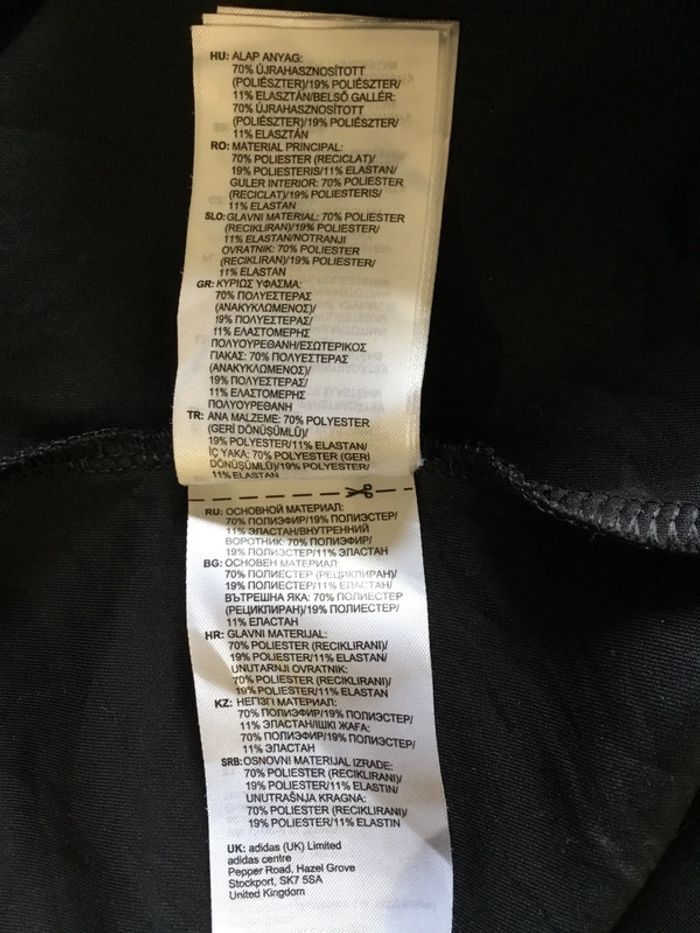 HU: ALAP ANYAG:
70% ÚJRAHASZNOSÍTOTT
(POLIÉSZTER)/19% POLIÉSZTER/
11% ELASZTÁN/BELSŐ GALLÉR:
70% ÚJRAHASZNOSÍTOTT
(POLIÉSZTER)/19% POLIÉSZTER/
11% ELASZTÁN
RO: MATERIAL PRINCIPAL:
70% POLIESTER (RECICLAT)/
19% POLIESTERIS/11% ELASTAN/
GULER INTERIOR: 70% POLIESTER
(RECICLAT)/19% POLIESTERIS/
11% ELASTAN
SLO: GLAVNI MATERIAL: 70% POLIESTER
(RECIKLIRAN)/19% POLIESTER/
11% ELASTAN/NOTRANJI
OVRATNIK: 70% POLIESTER
(RECIKLIRAN)/19% POLIESTER/
11% ELASTAN
GR: ΚΥΡΙΩΣ ΥΦΑΣΜΑ:
70% ΠΟΛΥΕΣΤΕΡΑΣ
(ΑΝΑΚΥΚΛΩΜΕΝΟΣ)/
19% ΠΟΛΥΕΣΤΕΡΑΣ/
11% ΕΛΑΣΤΟΜΕΡΗΣ
ΠΟΛΥΟΥΡΕΘΑΝΗ/ΕΣΩΤΕΡΙΚΟΣ
ΓΙΑΚΑΣ: 70% ΠΟΛΥΕΣΤΕΡΑΣ
(ΑΝΑΚΥΚΛΩΜΕΝΟΣ)/
19% ΠΟΛΥΕΣΤΕΡΑΣ/
11% ΕΛΑΣΤΟΜΕΡΗΣ
ΠΟΛΥΟΥΡΕΘΑΝΗ
TR: ANA MALZEME: 70% POLYESTER
(GERİ DÖNÜŞÜMLÜ)/
19% POLYESTER/11% ELASTAN/
İÇ YAKA: 70% POLYESTER (GERİ
DÖNÜŞÜMLÜ)/19% POLYESTER/
11% ELASTAN
RU: ОСНОВНОЙ МАТЕРИАЛ:
70% ПОЛИЭФИР/19% ПОЛИЭСТЕР/
11% ЭЛАСТАН/ВНУТРЕННИЙ
ВОРОТНИК: 70% ПОЛИЭФИР/
19% ПОЛИЭСТЕР/11% ЭЛАСТАН
BG: ОСНОВЕН МАТЕРИАЛ:
70% ПОЛИЕСТЕР (РЕЦИКЛИРАН)/
19% ПОЛИЕСТЕР/11% ЕЛАСТАН/
ВЪТРЕШНА ЯКА: 70% ПОЛИЕСТЕР
(РЕЦИКЛИРАН)/19% ПОЛИЕСТЕР/
11% ЕЛАСТАН
HR: GLAVNI MATERIJAL:
70% POLIESTER (RECIKLIRANI)/
19% POLIESTER/11% ELASTAN/
UNUTARNJI OVRATNIK:
70% POLIESTER (RECIKLIRANI)/
19% POLIESTER/11% ELASTAN
KZ: НЕГІЗГІ МАТЕРИАЛ:
70% ПОЛИЭФИР/19% ПОЛИЭСТЕР/
11% ЭЛАСТАН/ІШКІ ЖАҒА:
70% ПОЛИЭФИР/19% ПОЛИЭСТЕР/
11% ЭЛАСТАН
SRB: OSNOVNI MATERIJAL IZRADE:
70% POLIESTER (RECIKLIRANI)/
19% POLIESTER/11% ELASTIN/
UNUTRAŠNJA KRAGNA:
70% POLIESTER (RECIKLIRANI)/
19% POLIESTER/11% ELASTIN
UK: adidas (UK) Limited
adidas centre
Pepper Road, Hazel Grove
Stockport, SK7 5SA
United Kingdom